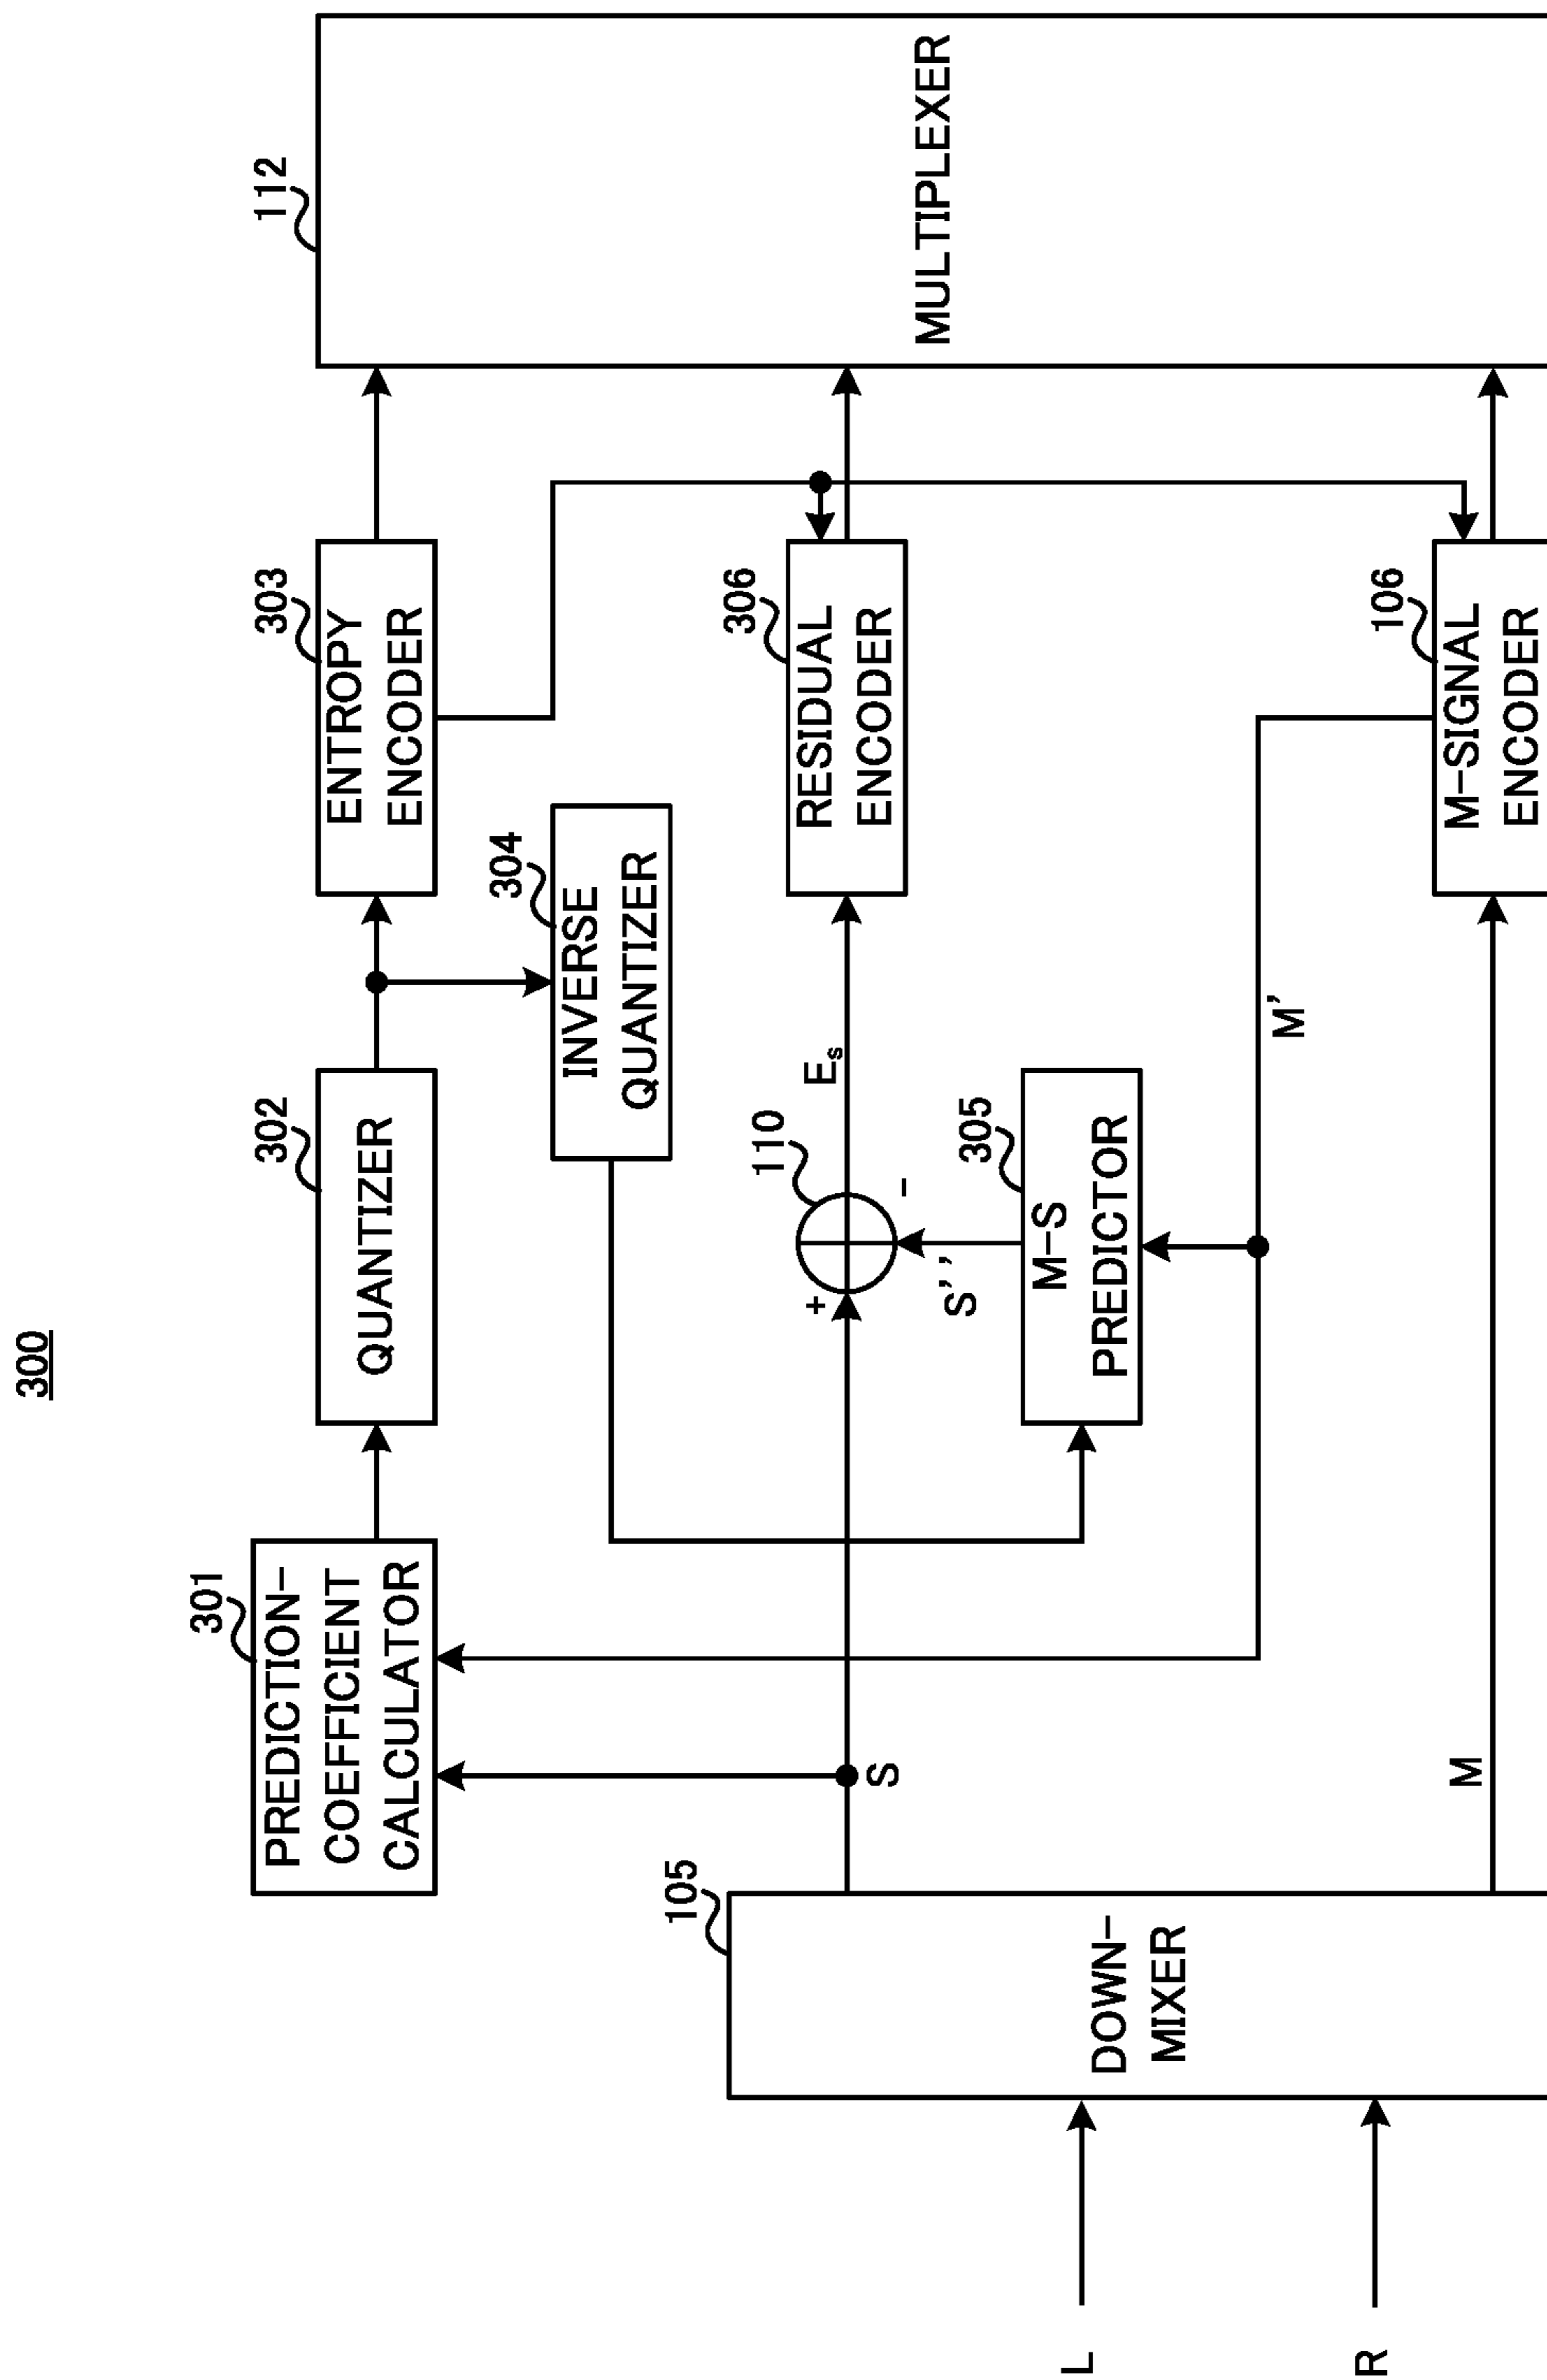 300
301
PREDICTION-
COEFFICIENT
CALCULATOR
302
QUANTIZER
303
ENTROPY
ENCODER
112
MULTIPLEXER
304
INVERSE
QUANTIZER
105
DOWN-
MIXER
L
R
S
+
110
-
Es
S''
305
M-S
PREDICTOR
306
RESIDUAL
ENCODER
M'
M
106
M-SIGNAL
ENCODER